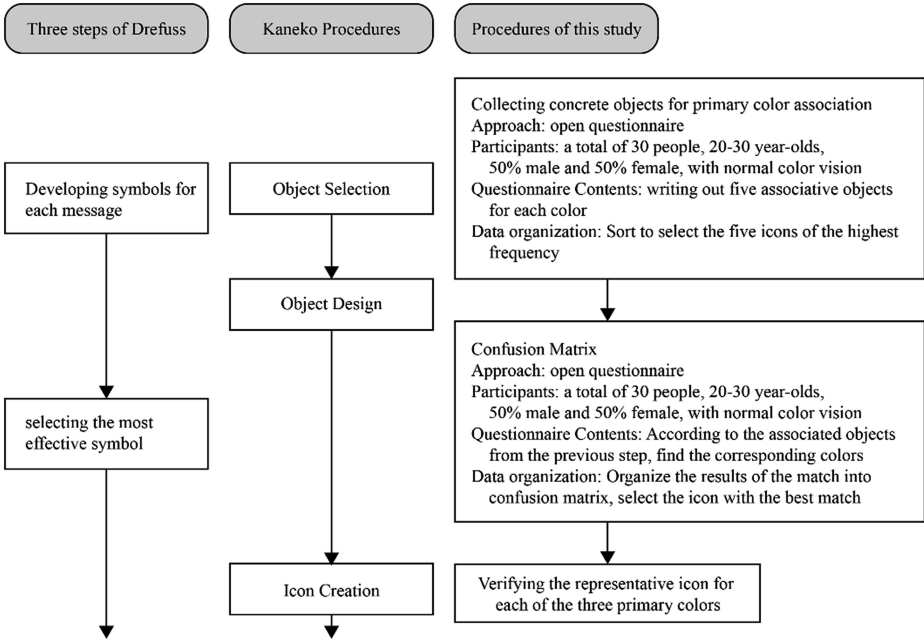 Three steps of Drefuss
Kaneko Procedures
Procedures of this study
Developing symbols for
each message
selecting the most
effective symbol
Object Selection
Object Design
Icon Creation
Collecting concrete objects for primary color association
Approach: open questionnaire
Participants: a total of 30 people, 20-30 year-olds,
50% male and 50% female, with normal color vision
Questionnaire Contents: writing out five associative objects
for each color
Data organization: Sort to select the five icons of the highest
frequency
Confusion Matrix
Approach: open questionnaire
Participants: a total of 30 people, 20-30 year-olds,
50% male and 50% female, with normal color vision
Questionnaire Contents: According to the associated objects
from the previous step, find the corresponding colors
Data organization: Organize the results of the match into
confusion matrix, select the icon with the best match
Verifying the representative icon for
each of the three primary colors